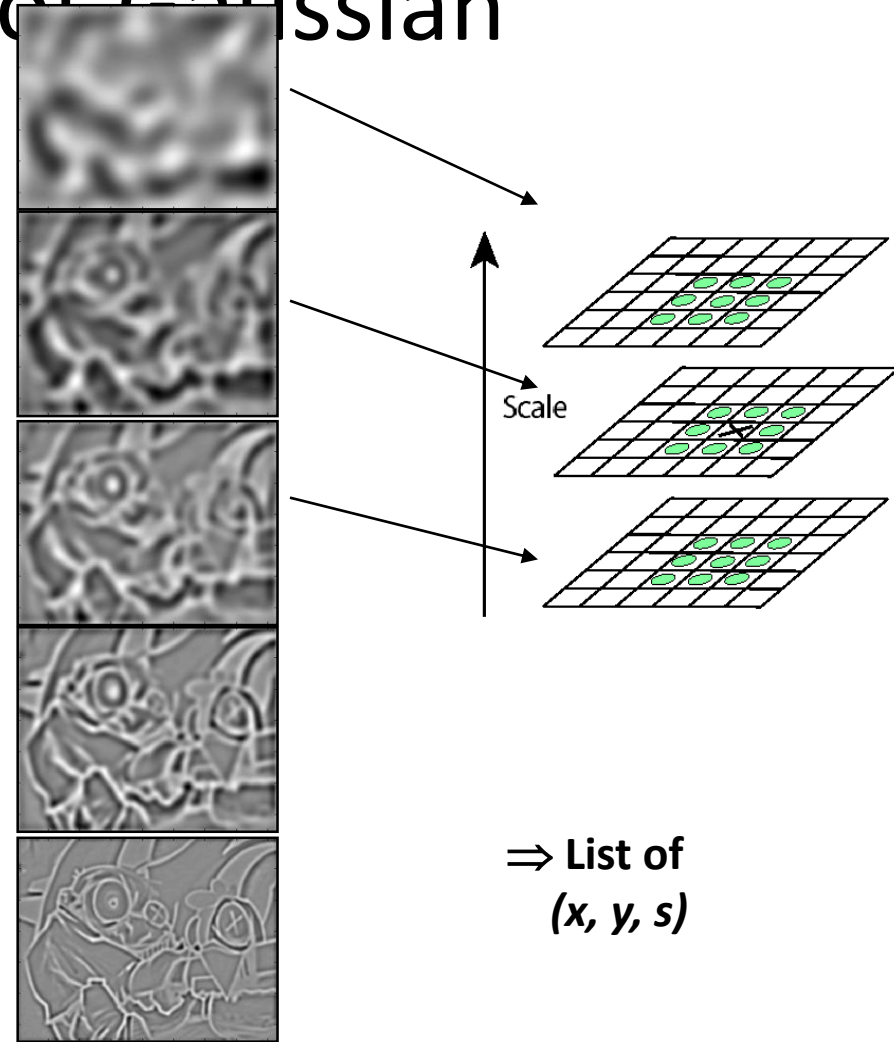 Scale
⇒ List of
(x, y, s)